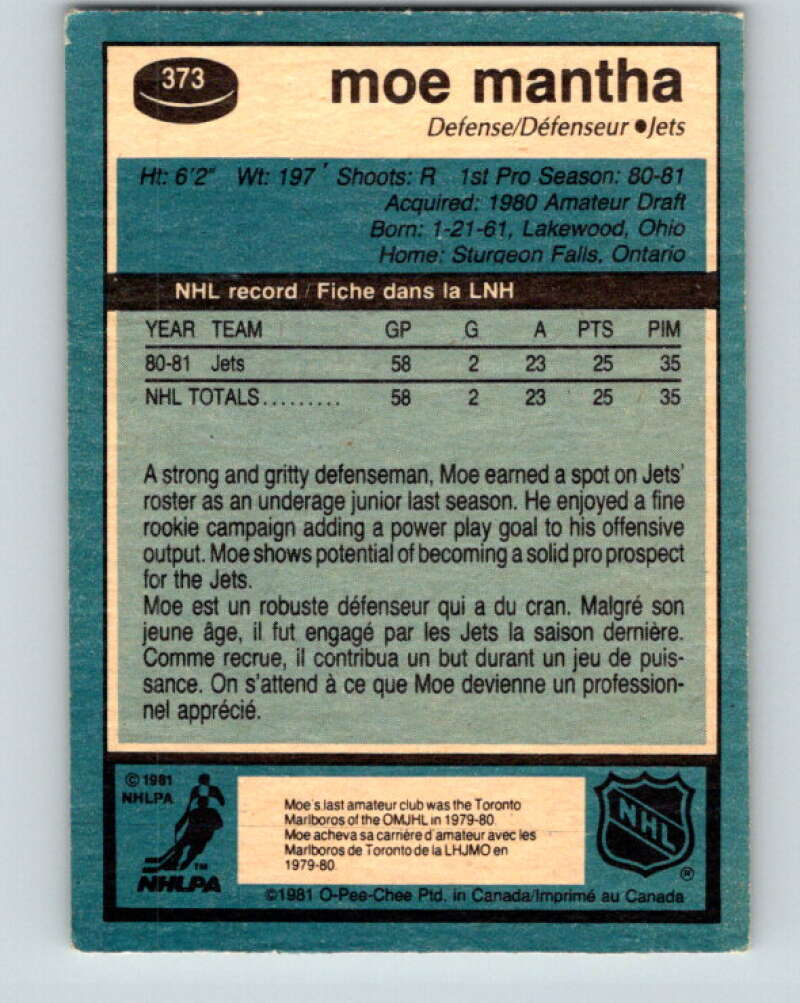 373
moe mantha
Defense/Défenseur ●Jets
Ht: 6'2" Wt: 197 Shoots: R 1st Pro Season: 80-81
Acquired: 1980 Amateur Draft
Born: 1-21-61, Lakewood, Ohio
Home: Sturgeon Falls, Ontario
NHL record / Fiche dans la LNH
YEAR TEAM GP G A PTS PIM
80-81 Jets 58 2 23 25 35
NHL TOTALS......... 58 2 23 25 35
A strong and gritty defenseman, Moe earned a spot on Jets'
roster as an underage junior last season. He enjoyed a fine
rookie campaign adding a power play goal to his offensive
output. Moe shows potential of becoming a solid pro prospect
for the Jets.
Moe est un robuste défenseur qui a du cran. Malgré son
jeune âge, il fut engagé par les Jets la saison dernière.
Comme recrue, il contribua un but durant un jeu de puis-
sance. On s'attend à ce que Moe devienne un profession-
nel apprécié.
© 1981
NHLPA
TM
NHLPA
Moe's last amateur club was the Toronto
Marlboros of the OMJHL in 1979-80.
Moe acheva sa carrière d'amateur avec les
Marlboros de Toronto de la LHJMO en
1979-80.
NHL
®
©1981 O-Pee-Chee Ptd. in Canada/Imprimé au Canada